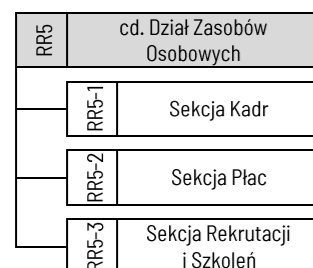 RR5
cd. Dział Zasobów
Osobowych
RR5-1
Sekcja Kadr
RR5-2
Sekcja Płac
RR5-3
Sekcja Rekrutacji
i Szkoleń